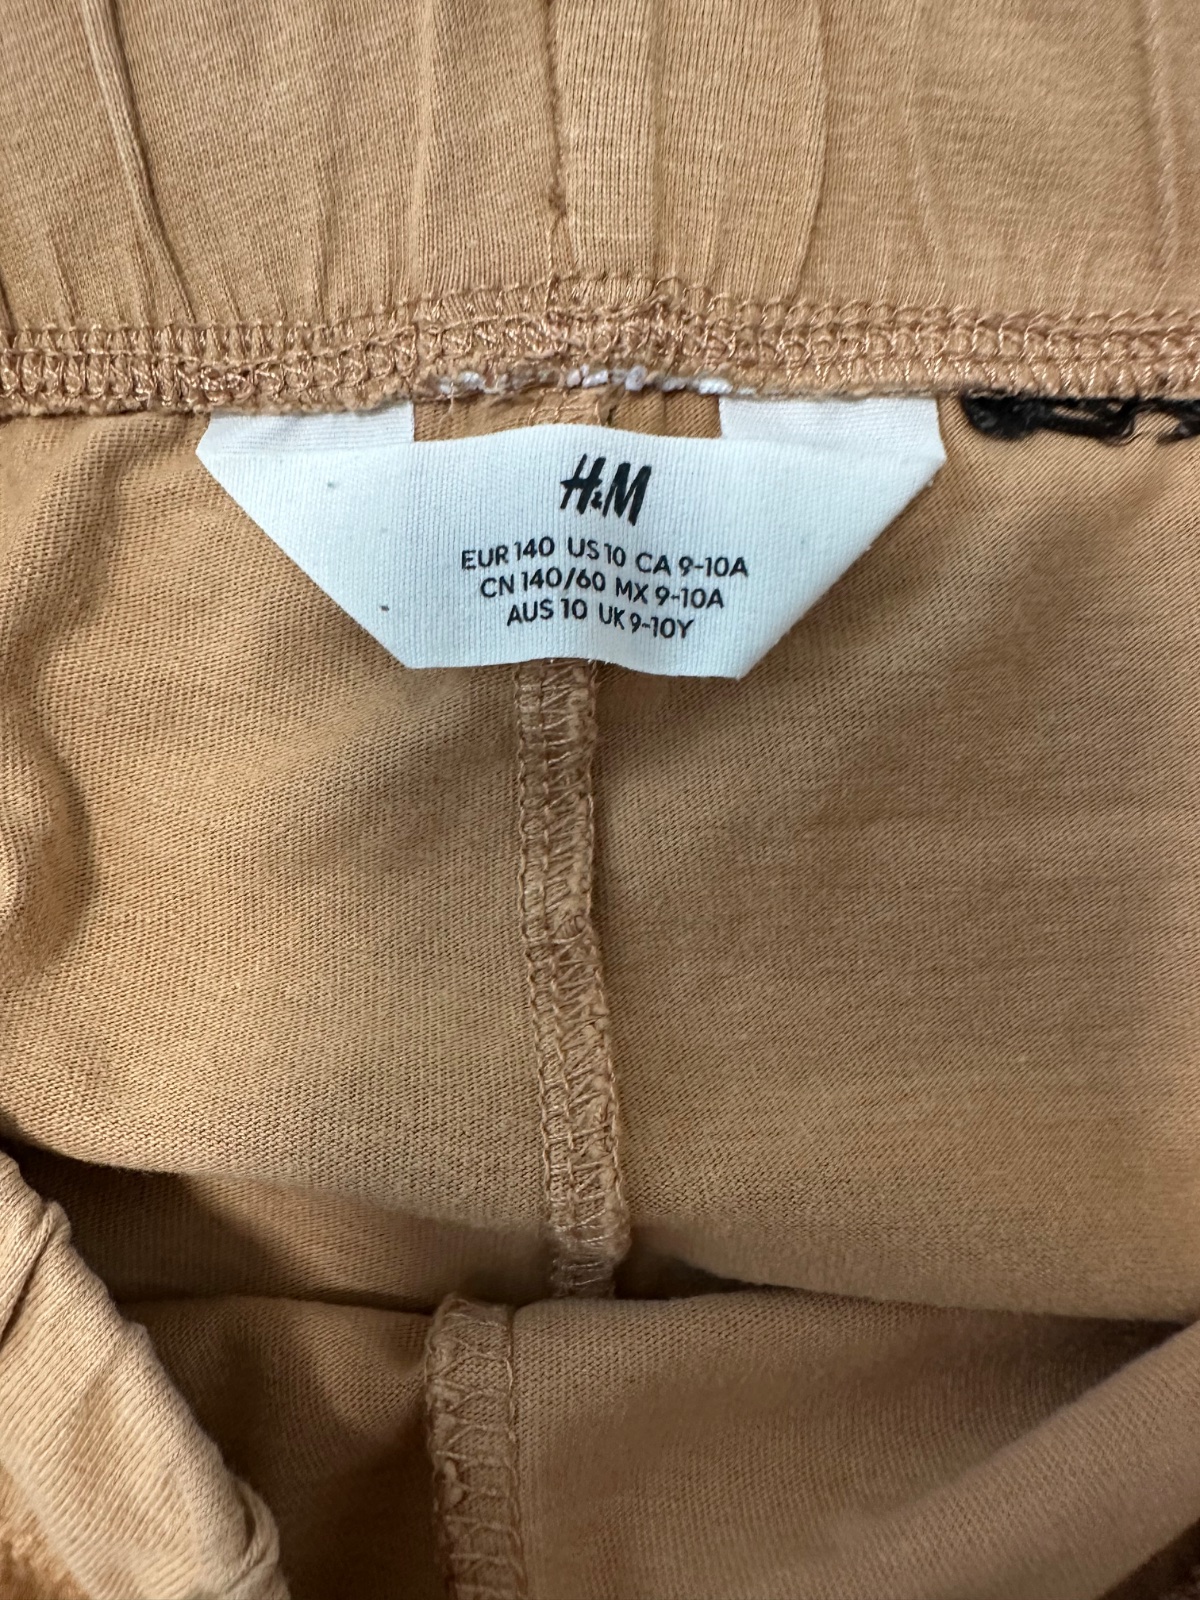 H&M
EUR 140 US 10 CA 9-10A
CN 140/60 MX 9-10A
AUS 10 UK 9-10Y